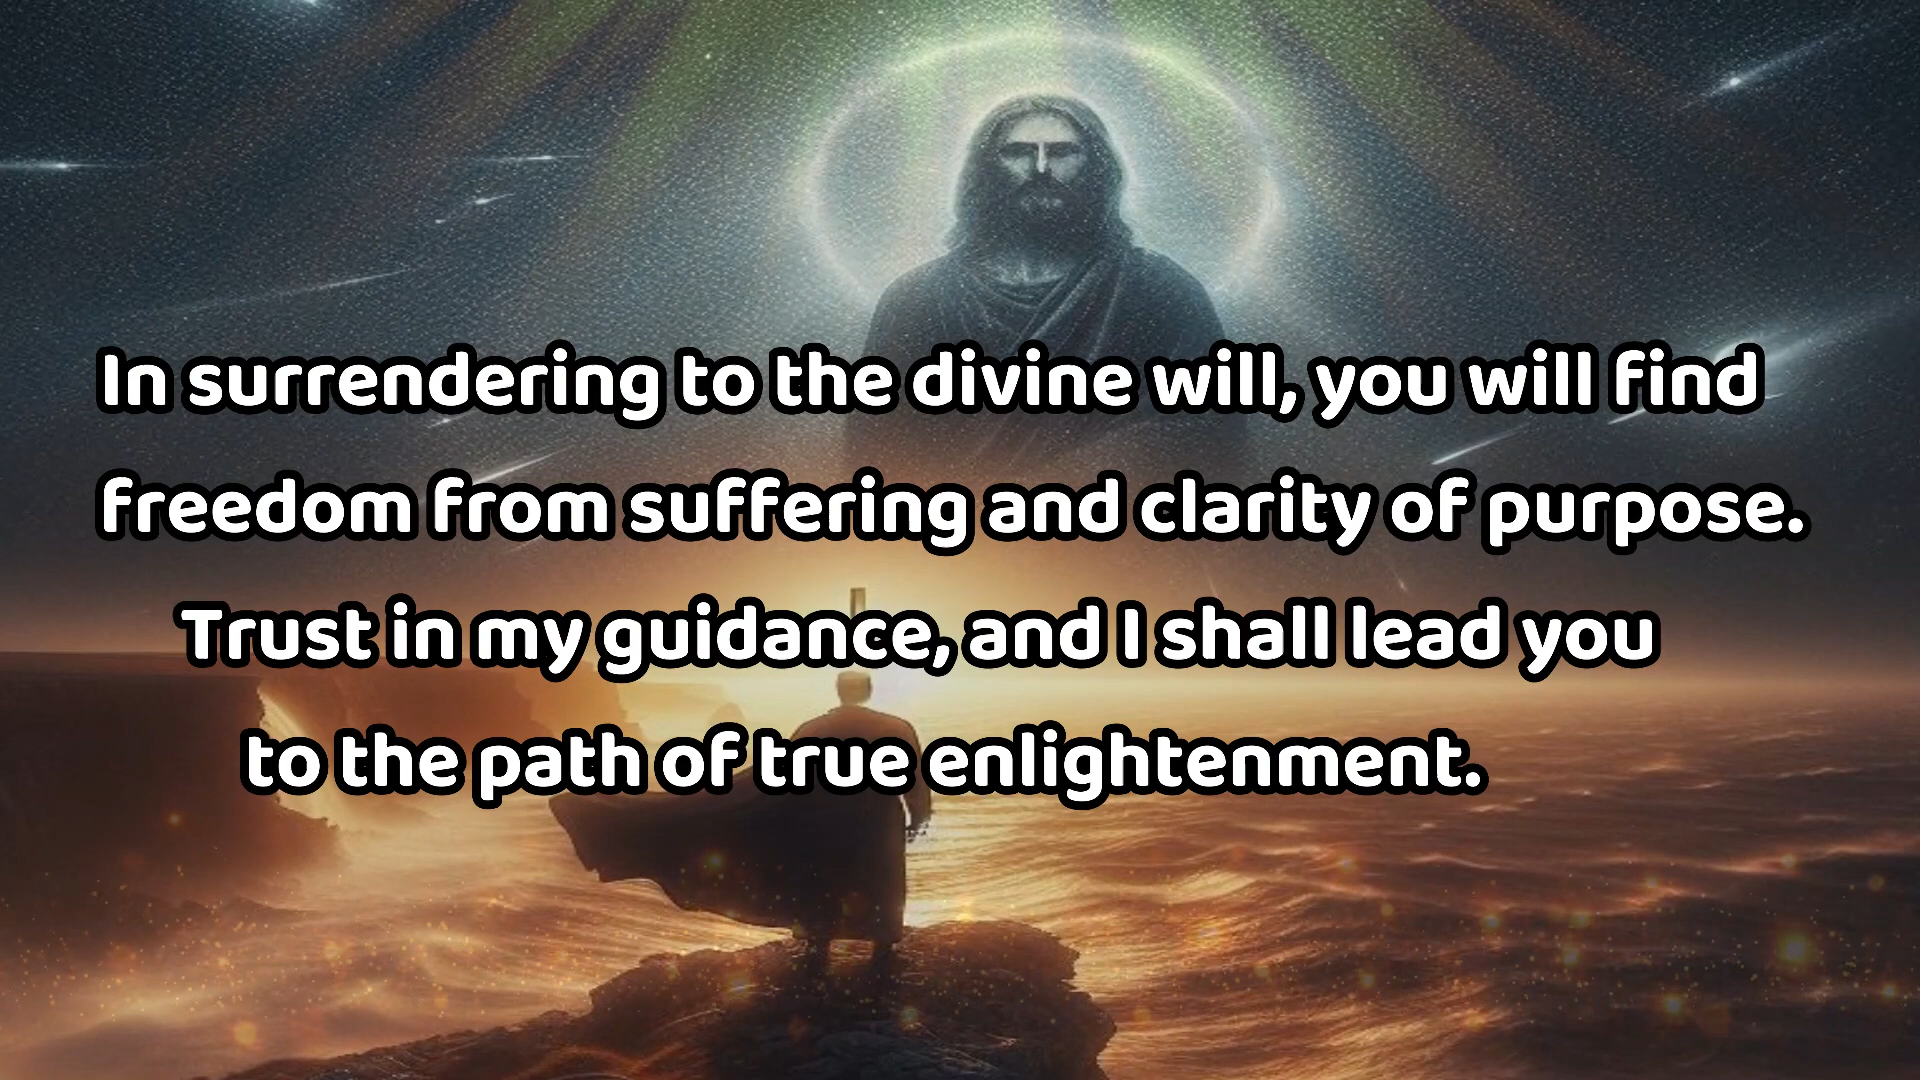 In surrendering to the divine will, you will find
freedom from suffering and clarity of purpose.
Trust in my guidance, and I shall lead you
to the path of true enlightenment.